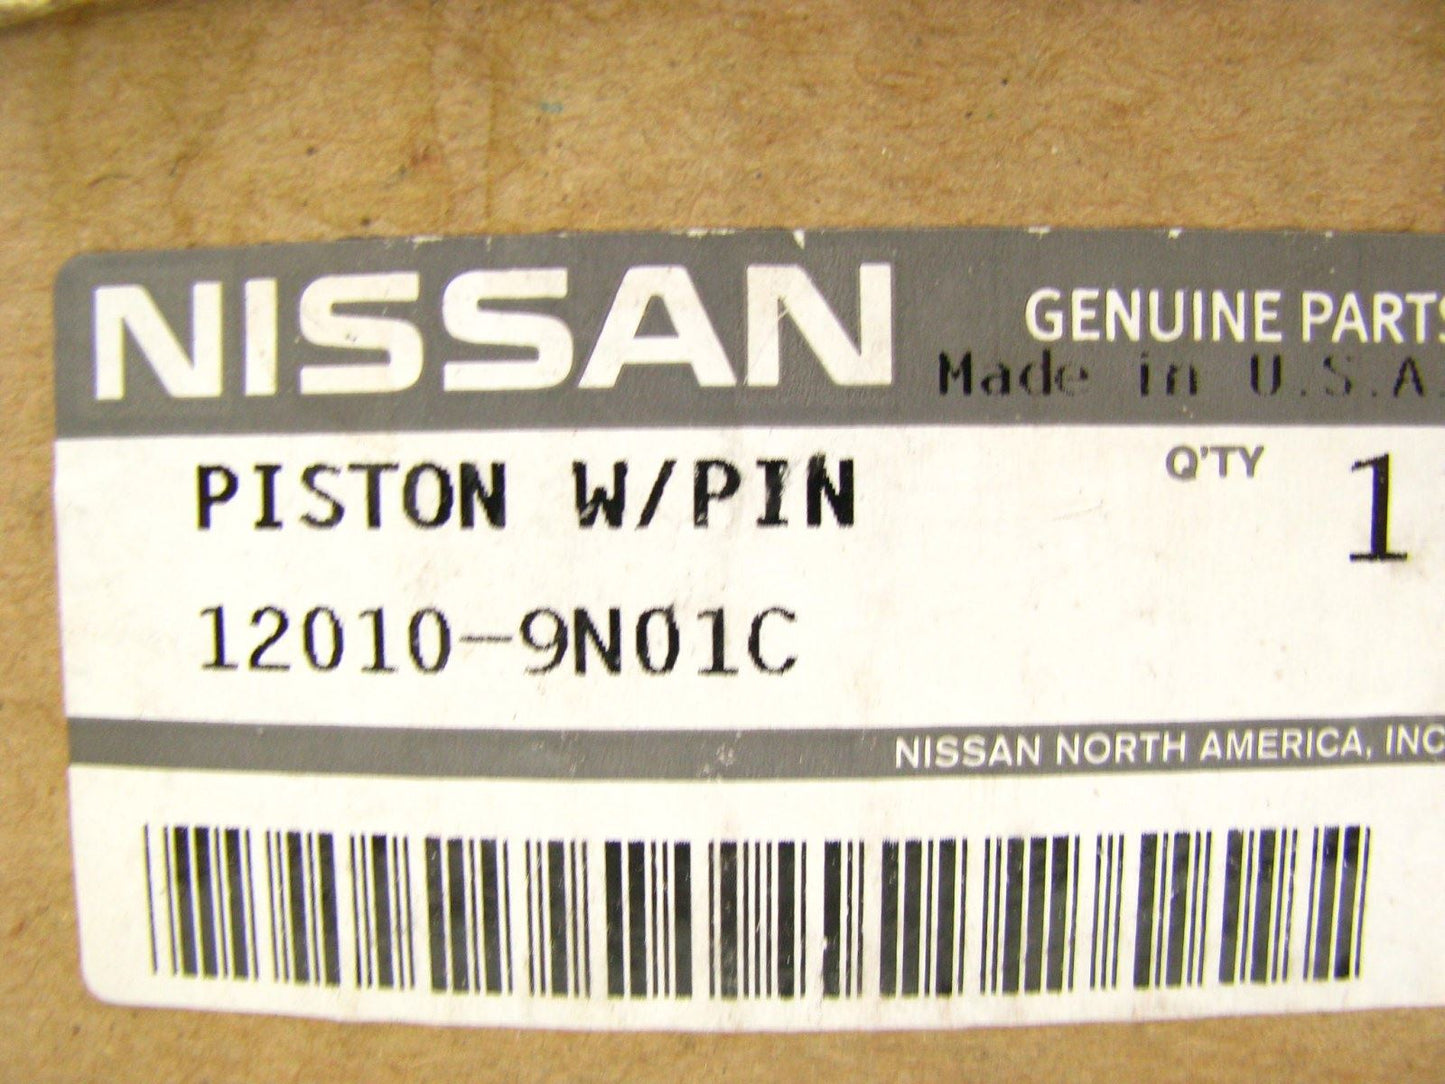 NISSAN
GENUINE PARTS
Made in U.S.A.
PISTON W/PIN
Q'TY 1
12010-9N01C
NISSAN NORTH AMERICA, INC